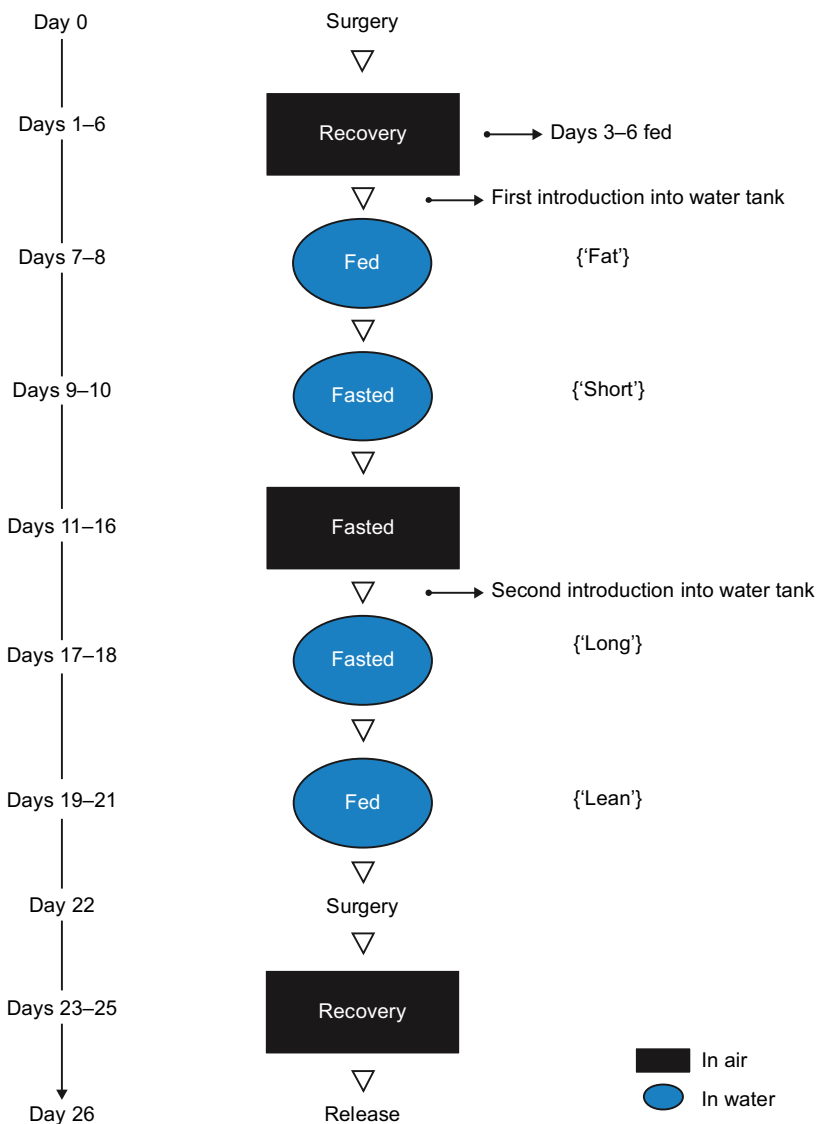 Day 0
Surgery
Days 1–6
Recovery
Days 3–6 fed
First introduction into water tank
Days 7–8
Fed
{‘Fat’}
Days 9–10
Fasted
{‘Short’}
Days 11–16
Fasted
Second introduction into water tank
Days 17–18
Fasted
{‘Long’}
Days 19–21
Fed
{‘Lean’}
Day 22
Surgery
Days 23–25
Recovery
In air
In water
Day 26
Release